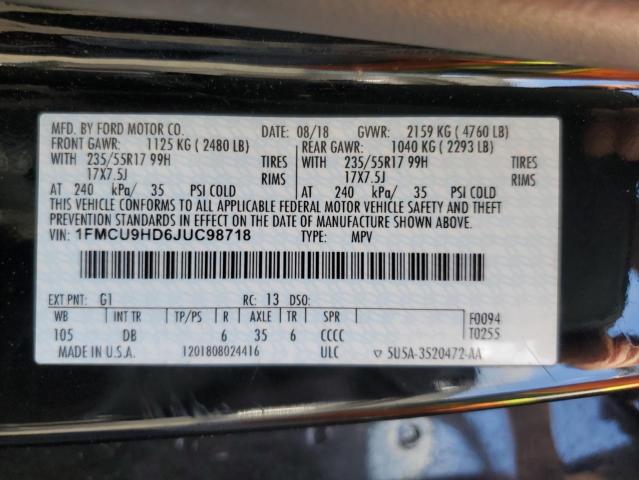 MFD. BY FORD MOTOR CO. DATE: 08/18 GVWR: 2159 KG ( 4760 LB)
FRONT GAWR: 1125 KG ( 2480 LB) REAR GAWR: 1040 KG ( 2293 LB)
WITH 235/55R17 99H TIRES WITH 235/55R17 99H TIRES
17X7.5J RIMS 17X7.5J RIMS
AT 240 kPa/ 35 PSI COLD AT 240 kPa/ 35 PSI COLD
THIS VEHICLE CONFORMS TO ALL APPLICABLE FEDERAL MOTOR VEHICLE SAFETY AND THEFT
PREVENTION STANDARDS IN EFFECT ON THE DATE OF MANUFACTURE SHOWN ABOVE.
VIN: 1FMCU9HD6JUC98718 TYPE: MPV
EXT PNT: G1 RC: 13 DSO:
WB INT TR TP/PS R AXLE TR SPR F0094
105 DB 6 35 6 CCCC T0255
MADE IN U.S.A. 1201808024416 ULC ▽ 5U5A-3520472-AA